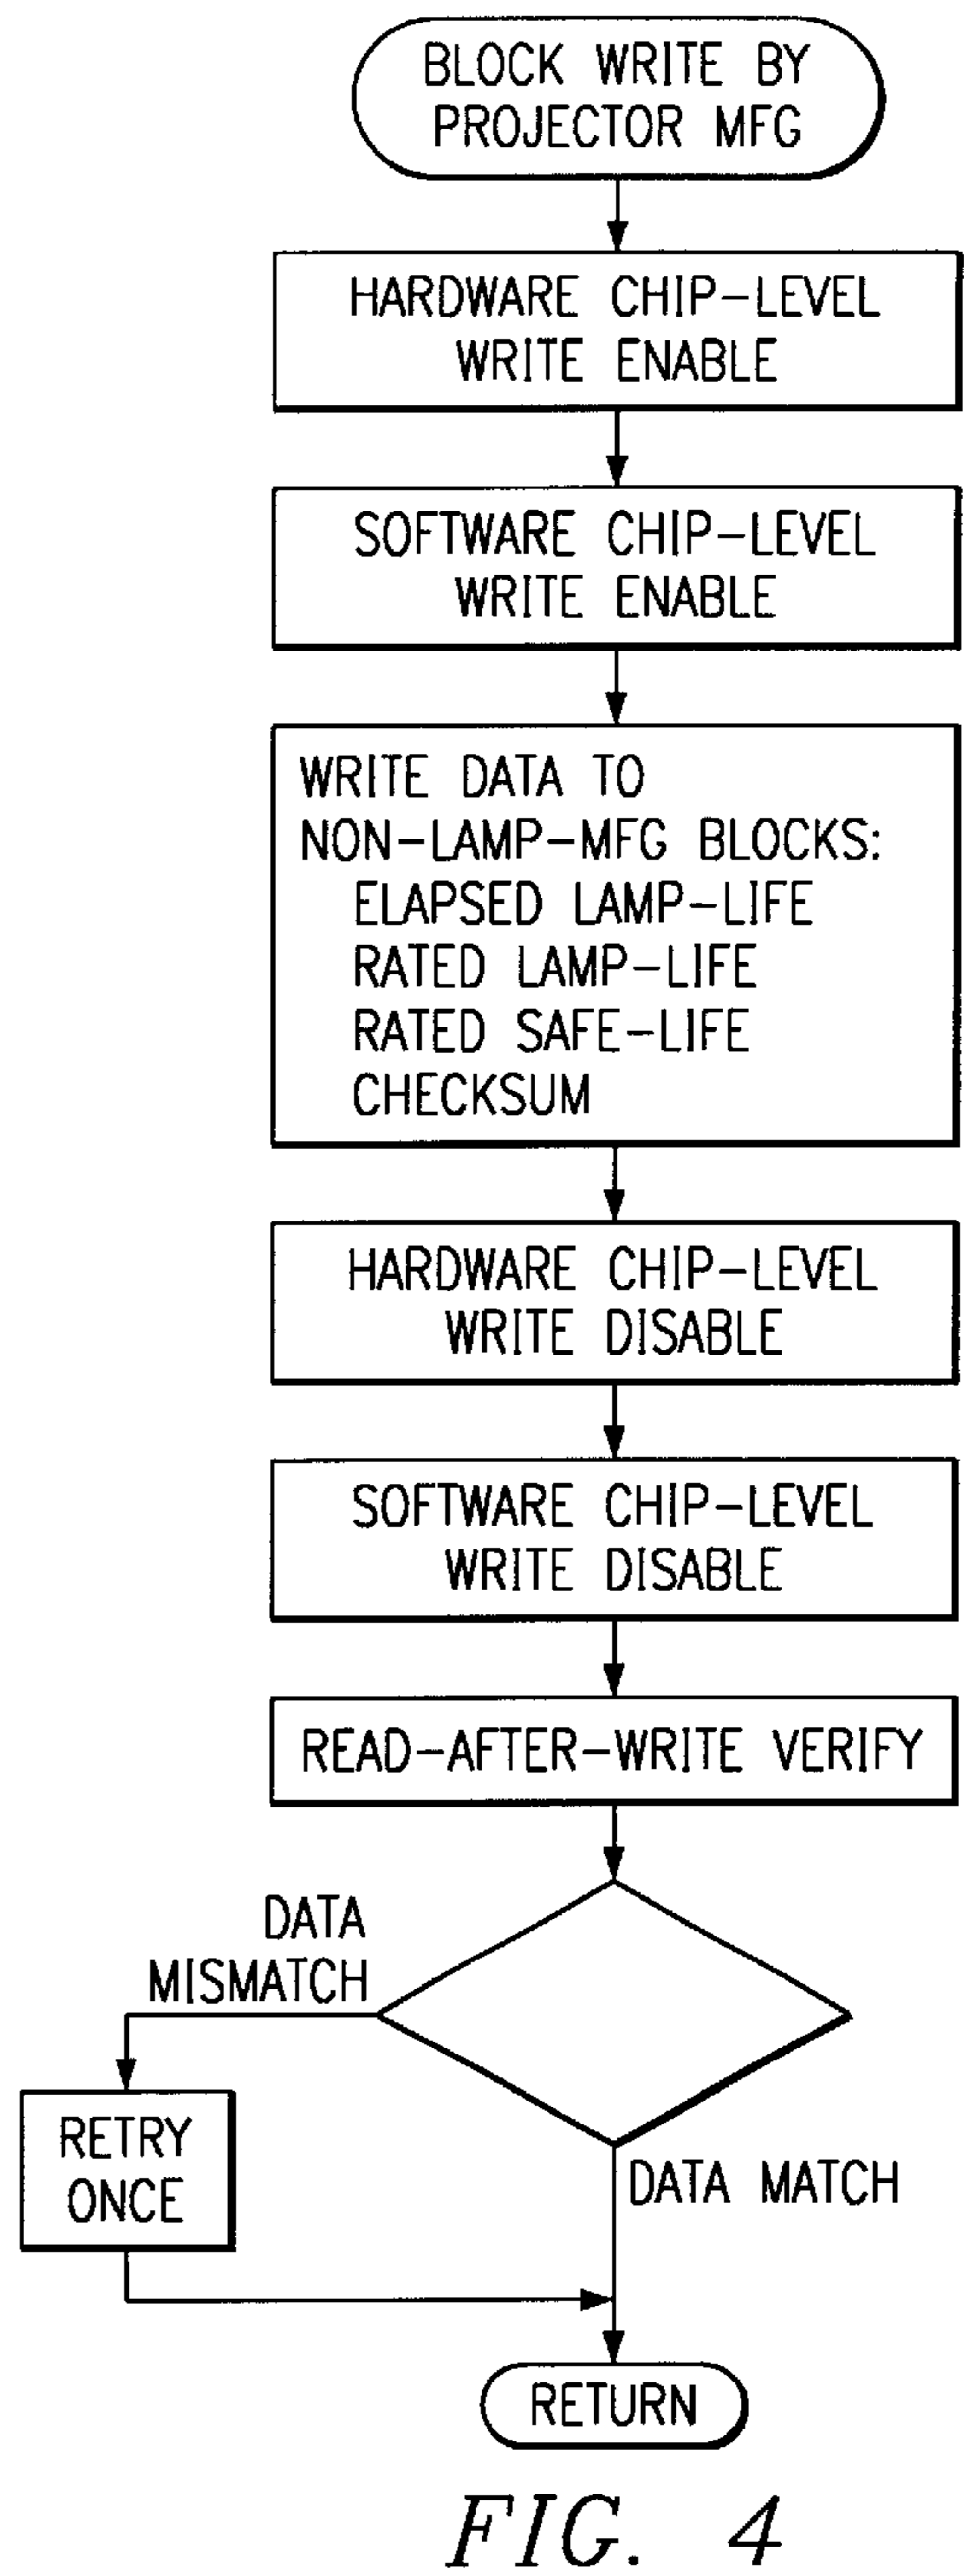 BLOCK WRITE BY
PROJECTOR MFG
HARDWARE CHIP-LEVEL
WRITE ENABLE
SOFTWARE CHIP-LEVEL
WRITE ENABLE
WRITE DATA TO
NON-LAMP-MFG BLOCKS:
ELAPSED LAMP-LIFE
RATED LAMP-LIFE
RATED SAFE-LIFE
CHECKSUM
HARDWARE CHIP-LEVEL
WRITE DISABLE
SOFTWARE CHIP-LEVEL
WRITE DISABLE
READ-AFTER-WRITE VERIFY
DATA
MISMATCH
RETRY
ONCE
DATA MATCH
RETURN
FIG. 4